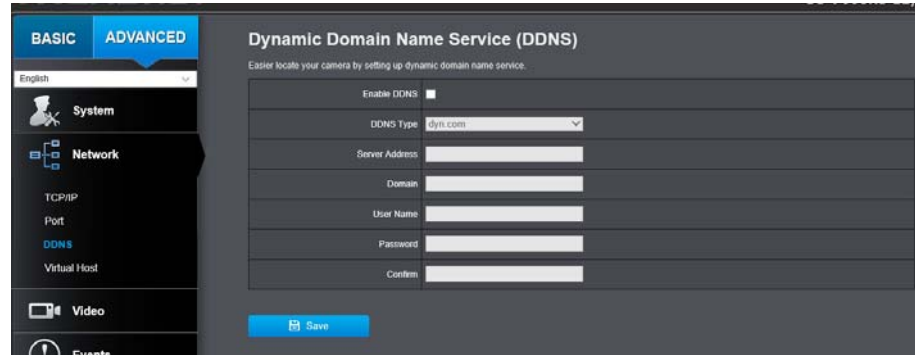 BASIC
ADVANCED
English
System
Network
TCP/IP
Port
DDNS
Virtual Host
Video
Events
Dynamic Domain Name Service (DDNS)
Easier locate your camera by setting up dynamic domain name service.
Enable DDNS
DDNS Type dyn.com
Server Address
Domain
User Name
Password
Confirm
Save